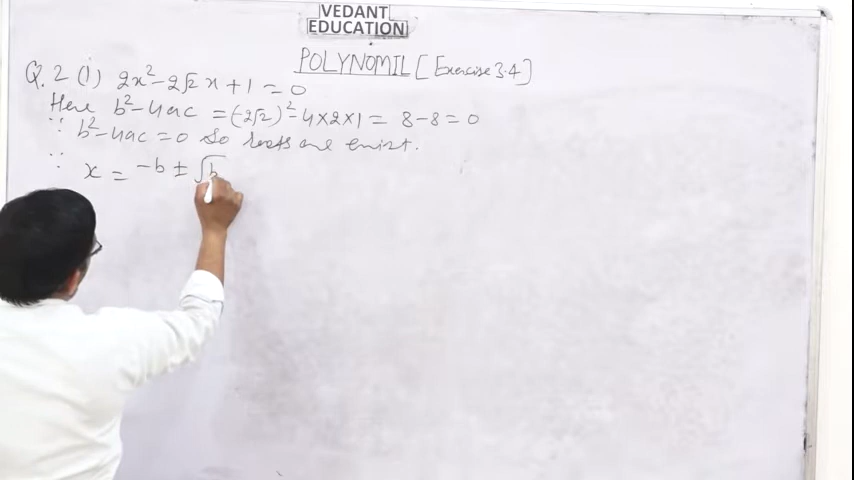 VEDANT
EDUCATION
POLYNOMIL [Exercise 3.4]
Q. 2 (i) 2x² - 2√2 x + 1 = 0
Here b² - 4ac = (-2√2)² - 4×2×1 = 8 - 8 = 0
∵ b² - 4ac = 0 So roots are exist.
∵ x = -b ± √b